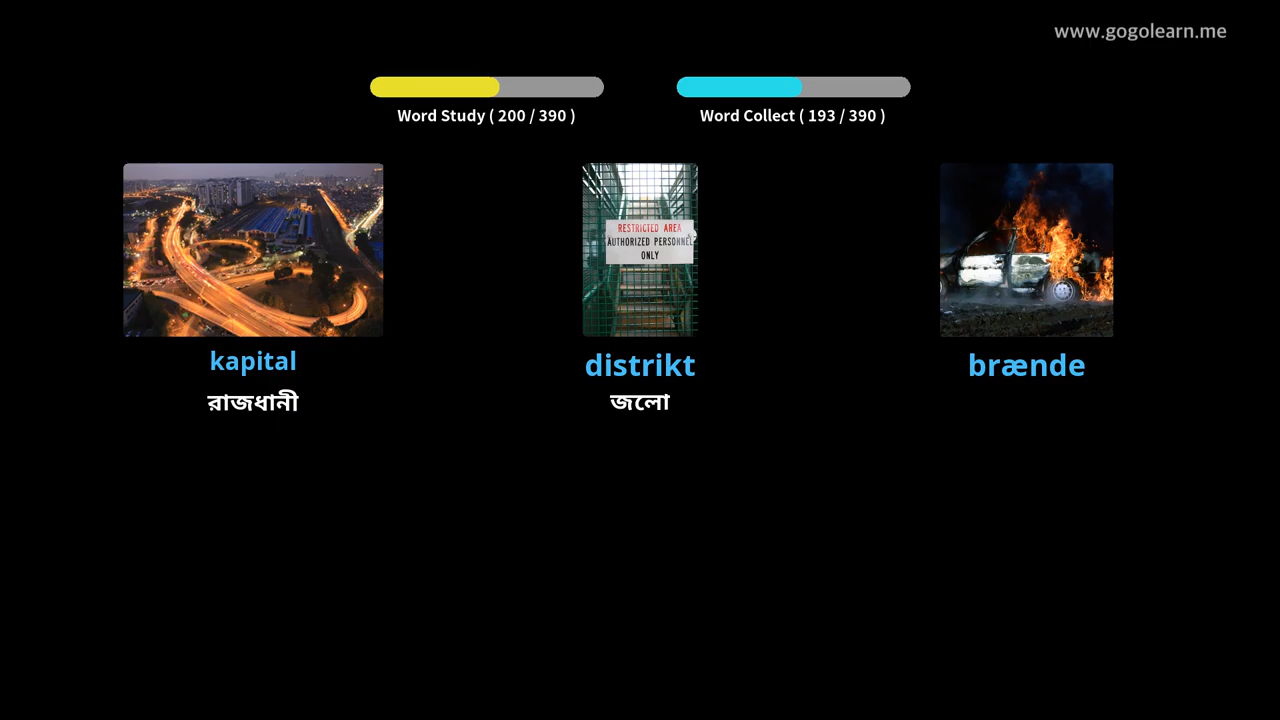 www.gogolearn.me
Word Study ( 200 / 390 )
Word Collect ( 193 / 390 )
RESTRICTED AREA
AUTHORIZED PERSONNEL
ONLY
kapital
distrikt
brænde
রাজধানী
জলো